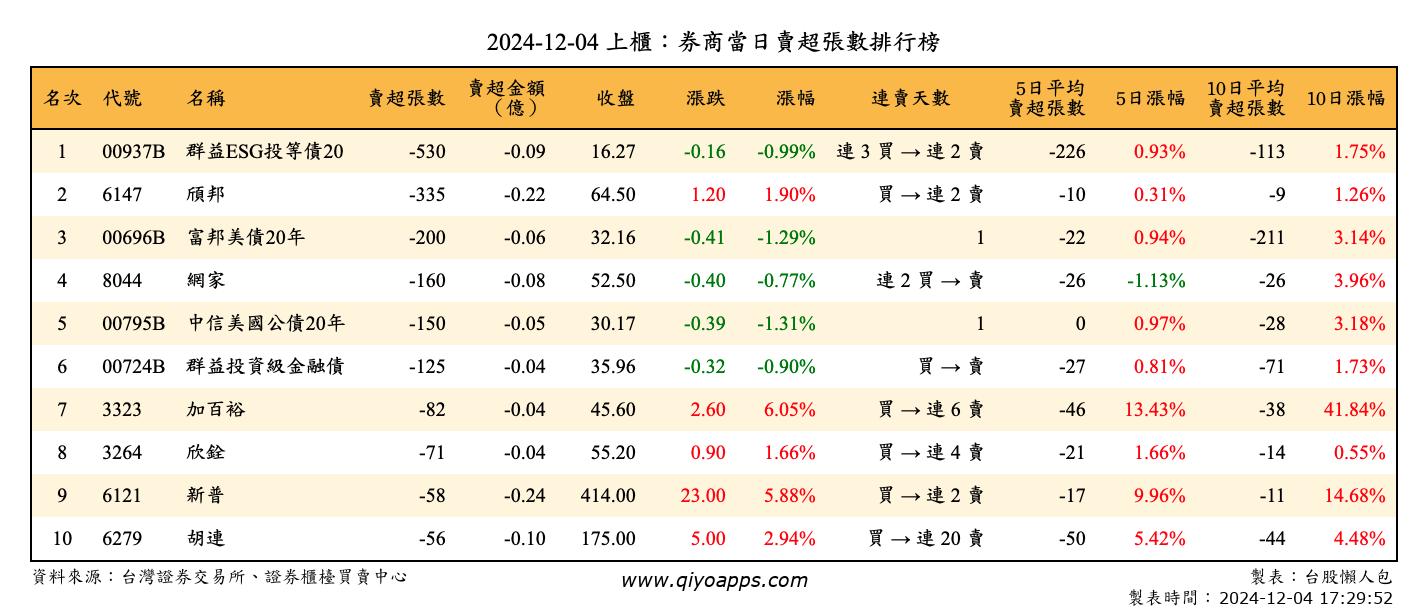 2024-12-04 上櫃：券商當日賣超張數排行榜
名次 代號 名稱 賣超張數 賣超金額（億） 收盤 漲跌 漲幅 連賣天數 5日平均賣超張數 5日漲幅 10日平均賣超張數 10日漲幅
1 00937B 群益ESG投等債20 -530 -0.09 16.27 -0.16 -0.99% 連 3 買 → 連 2 賣 -226 0.93% -113 1.75%
2 6147 頎邦 -335 -0.22 64.50 1.20 1.90% 買 → 連 2 賣 -10 0.31% -9 1.26%
3 00696B 富邦美債20年 -200 -0.06 32.16 -0.41 -1.29% 1 -22 0.94% -211 3.14%
4 8044 網家 -160 -0.08 52.50 -0.40 -0.77% 連 2 買 → 賣 -26 -1.13% -26 3.96%
5 00795B 中信美國公債20年 -150 -0.05 30.17 -0.39 -1.31% 1 0 0.97% -28 3.18%
6 00724B 群益投資級金融債 -125 -0.04 35.96 -0.32 -0.90% 買 → 賣 -27 0.81% -71 1.73%
7 3323 加百裕 -82 -0.04 45.60 2.60 6.05% 買 → 連 6 賣 -46 13.43% -38 41.84%
8 3264 欣銓 -71 -0.04 55.20 0.90 1.66% 買 → 連 4 賣 -21 1.66% -14 0.55%
9 6121 新普 -58 -0.24 414.00 23.00 5.88% 買 → 連 2 賣 -17 9.96% -11 14.68%
10 6279 胡連 -56 -0.10 175.00 5.00 2.94% 買 → 連 20 賣 -50 5.42% -44 4.48%
資料來源：台灣證券交易所、證券櫃檯買賣中心 www.qiyoapps.com 製表：台股懶人包
製表時間：2024-12-04 17:29:52